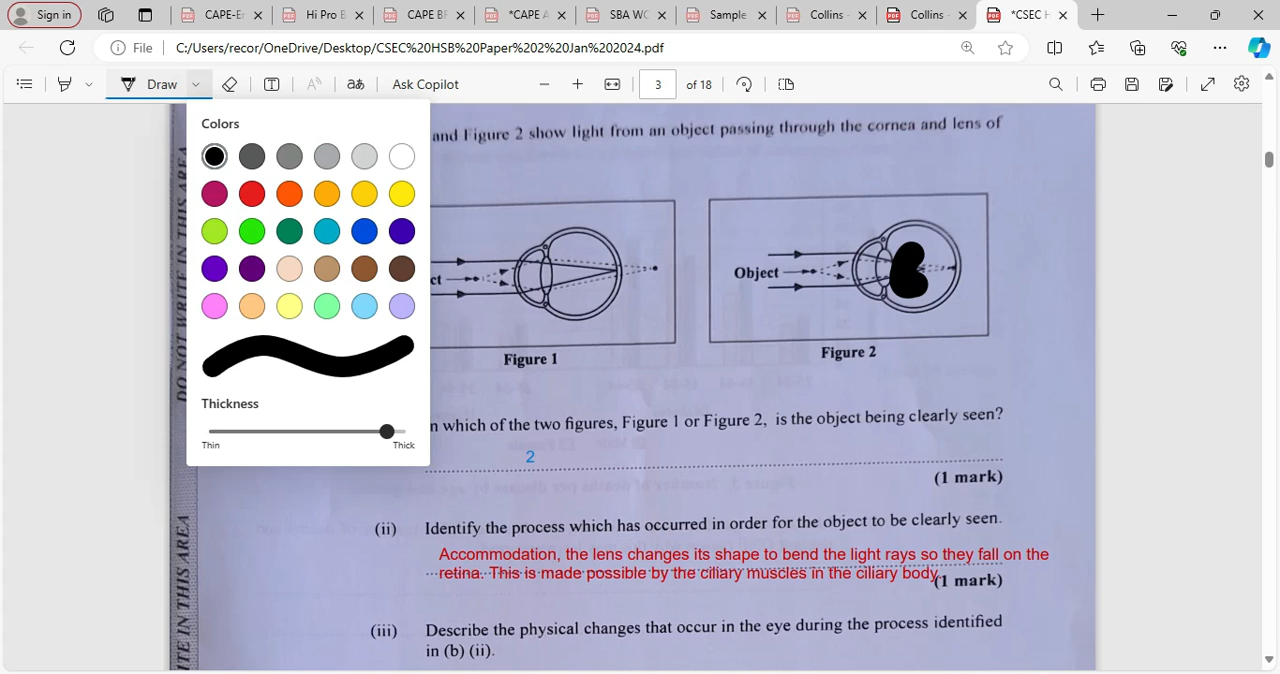 Sign in
CAPE-Er
Hi Pro B
CAPE BF
*CAPE A
SBA WO
Sample
Collins -
Collins -
*CSEC H
File
C:/Users/recor/OneDrive/Desktop/CSEC%20HSB%20Paper%202%20Jan%202024.pdf
Draw
aあ
Ask Copilot
3
of 18
Colors
Thickness
Thin
Thick
DO NOT WRITE IN THIS AREA
and Figure 2 show light from an object passing through the cornea and lens of
ct
Object
Figure 1
Figure 2
n which of the two figures, Figure 1 or Figure 2, is the object being clearly seen?
2
(1 mark)
(ii) Identify the process which has occurred in order for the object to be clearly seen.
Accommodation, the lens changes its shape to bend the light rays so they fall on the
retina. This is made possible by the ciliary muscles in the ciliary body.
(1 mark)
(iii) Describe the physical changes that occur in the eye during the process identified
in (b) (ii).
ITE IN THIS AREA